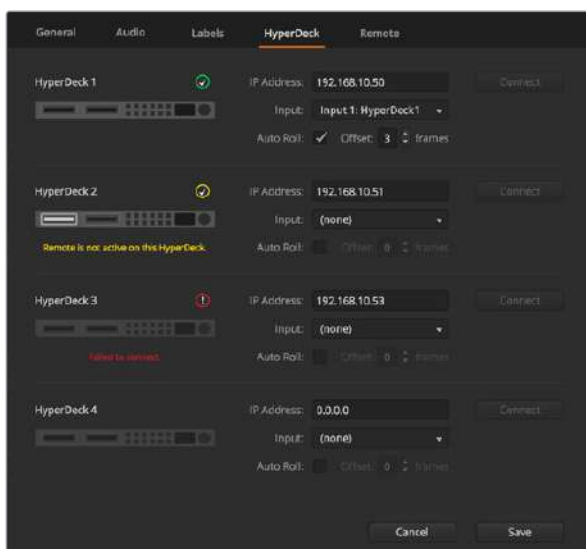 General Audio Labels HyperDeck Remote
HyperDeck 1 IP Address: 192.168.10.50 Connect
Input: Input 1: HyperDeck1
Auto Roll: Offset: 3 frames
HyperDeck 2 IP Address: 192.168.10.51 Connect
Input: (none)
Remote is not active on this HyperDeck. Auto Roll: Offset: 0 frames
HyperDeck 3 IP Address: 192.168.10.53 Connect
Input: (none)
Failed to connect. Auto Roll: Offset: 0 frames
HyperDeck 4 IP Address: 0.0.0.0 Connect
Input: (none)
Auto Roll: Offset: 0 frames
Cancel Save